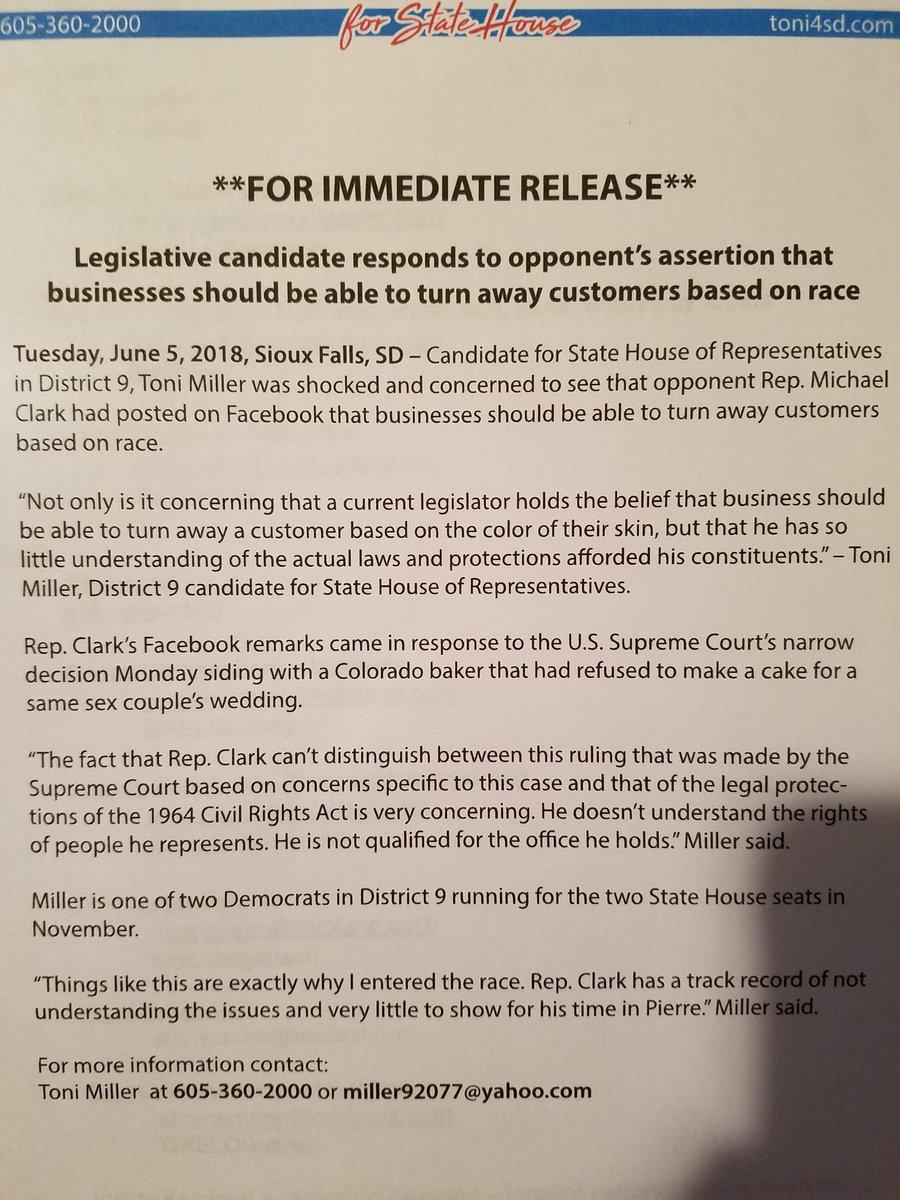 605-360-2000
for State House
toni4sd.com
**FOR IMMEDIATE RELEASE**
Legislative candidate responds to opponent’s assertion that
businesses should be able to turn away customers based on race
Tuesday, June 5, 2018, Sioux Falls, SD – Candidate for State House of Representatives
in District 9, Toni Miller was shocked and concerned to see that opponent Rep. Michael
Clark had posted on Facebook that businesses should be able to turn away customers
based on race.
“Not only is it concerning that a current legislator holds the belief that business should
be able to turn away a customer based on the color of their skin, but that he has so
little understanding of the actual laws and protections afforded his constituents.” – Toni
Miller, District 9 candidate for State House of Representatives.
Rep. Clark’s Facebook remarks came in response to the U.S. Supreme Court’s narrow
decision Monday siding with a Colorado baker that had refused to make a cake for a
same sex couple’s wedding.
“The fact that Rep. Clark can’t distinguish between this ruling that was made by the
Supreme Court based on concerns specific to this case and that of the legal protec-
tions of the 1964 Civil Rights Act is very concerning. He doesn’t understand the rights
of people he represents. He is not qualified for the office he holds.” Miller said.
Miller is one of two Democrats in District 9 running for the two State House seats in
November.
“Things like this are exactly why I entered the race. Rep. Clark has a track record of not
understanding the issues and very little to show for his time in Pierre.” Miller said.
For more information contact:
Toni Miller at 605-360-2000 or miller92077@yahoo.com